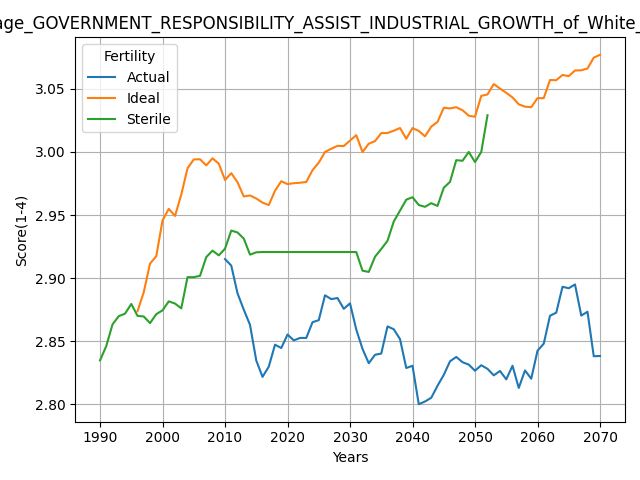 age_GOVERNMENT_RESPONSIBILITY_ASSIST_INDUSTRIAL_GROWTH_of_White_
Fertility
Actual
Ideal
Sterile
Score(1-4)
3.05
3.00
2.95
2.90
2.85
2.80
1990 2000 2010 2020 2030 2040 2050 2060 2070
Years